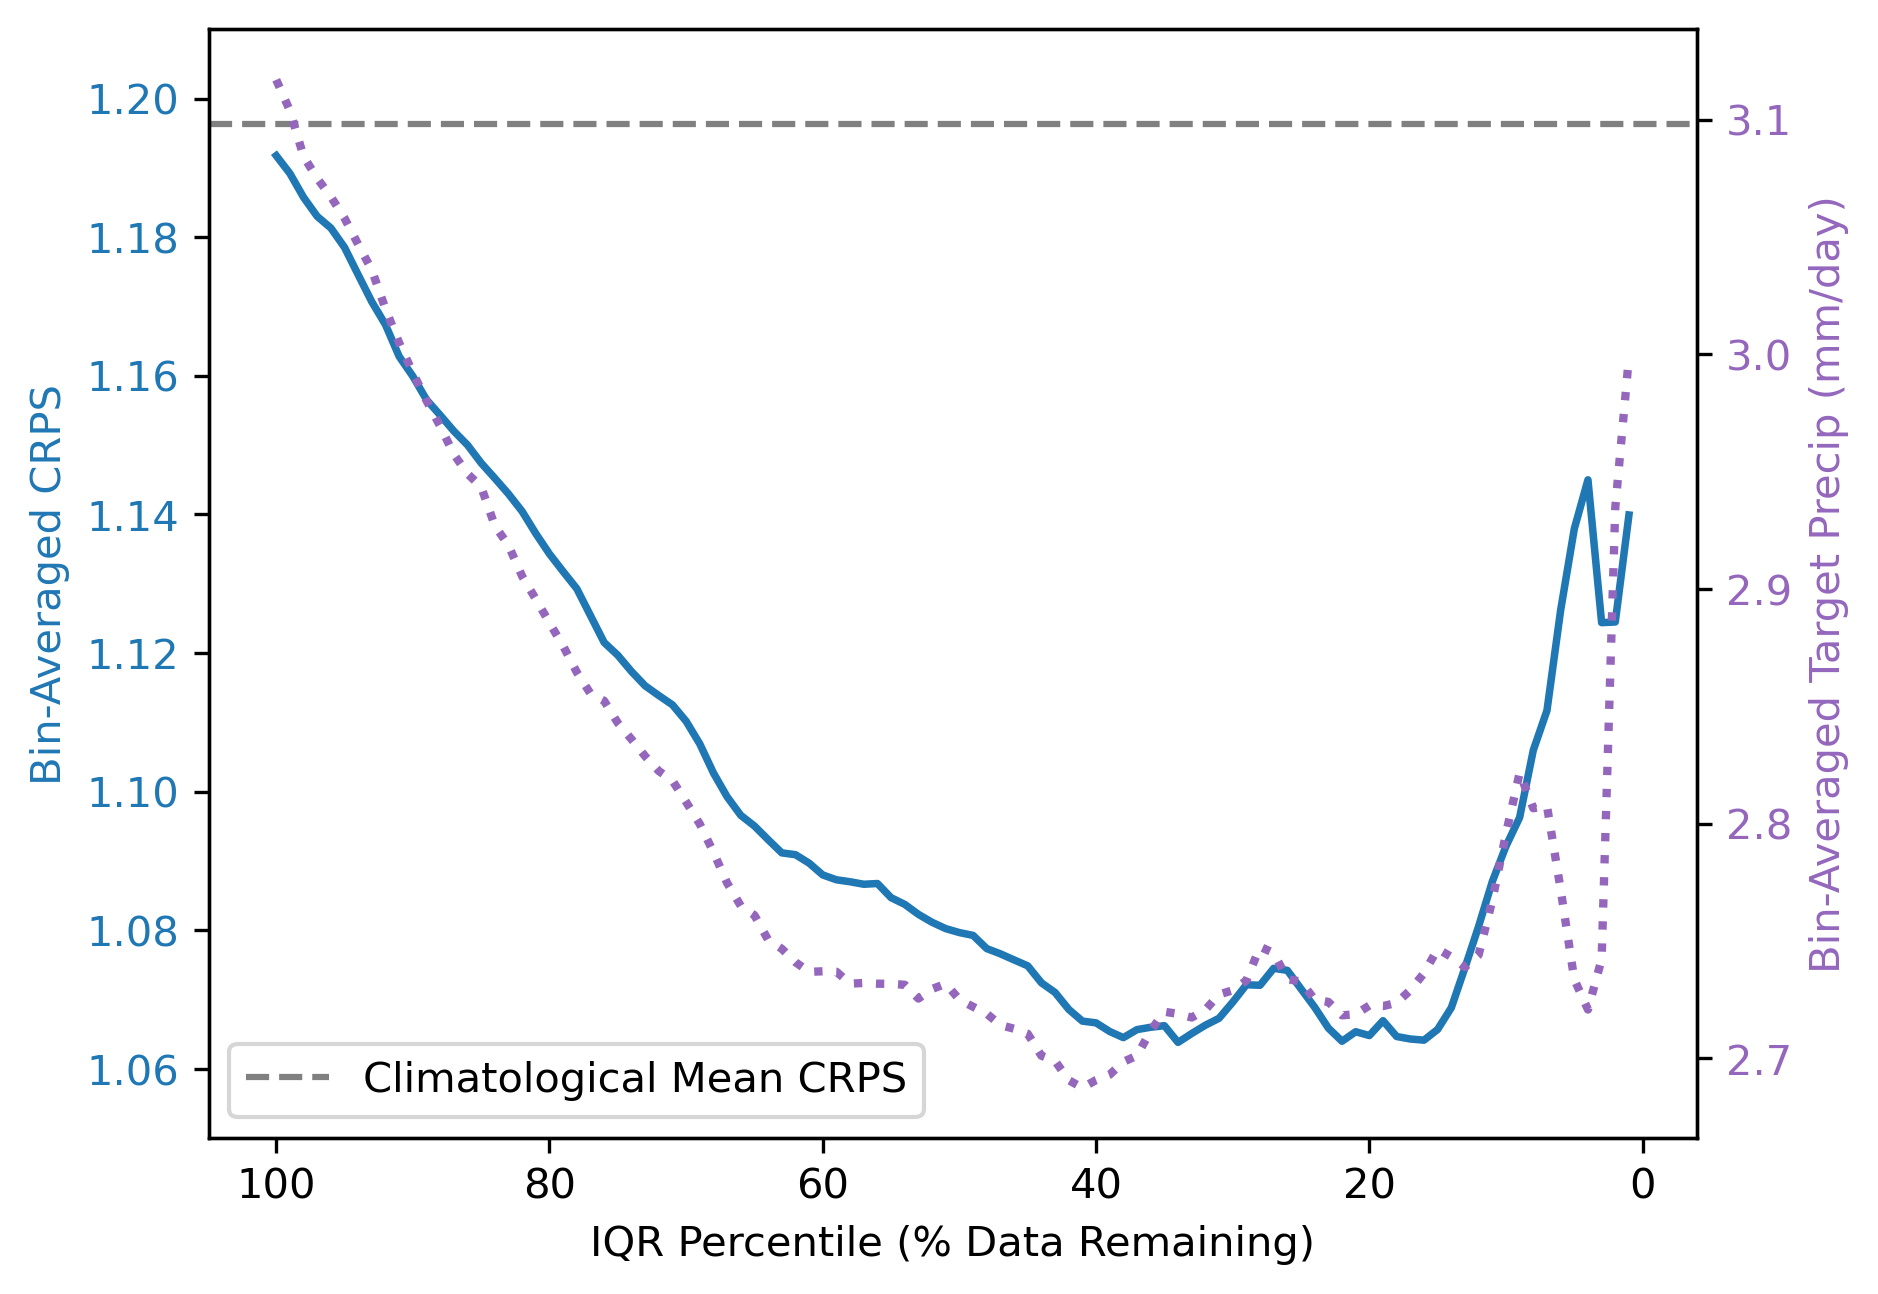 1.20
1.18
1.16
1.14
1.12
1.10
1.08
1.06
Bin-Averaged CRPS
3.1
3.0
2.9
2.8
2.7
Bin-Averaged Target Precip (mm/day)
Climatological Mean CRPS
100 80 60 40 20 0
IQR Percentile (% Data Remaining)